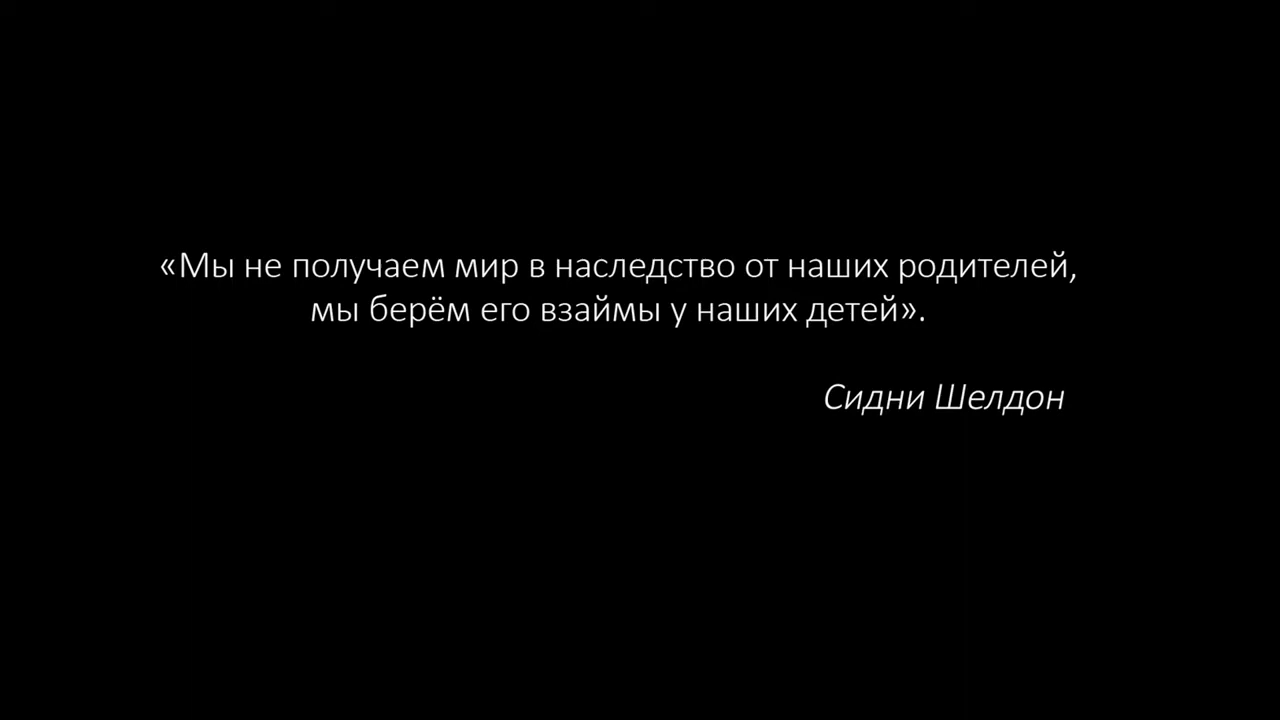 «Мы не получаем мир в наследство от наших родителей,
мы берём его взаймы у наших детей».
Сидни Шелдон